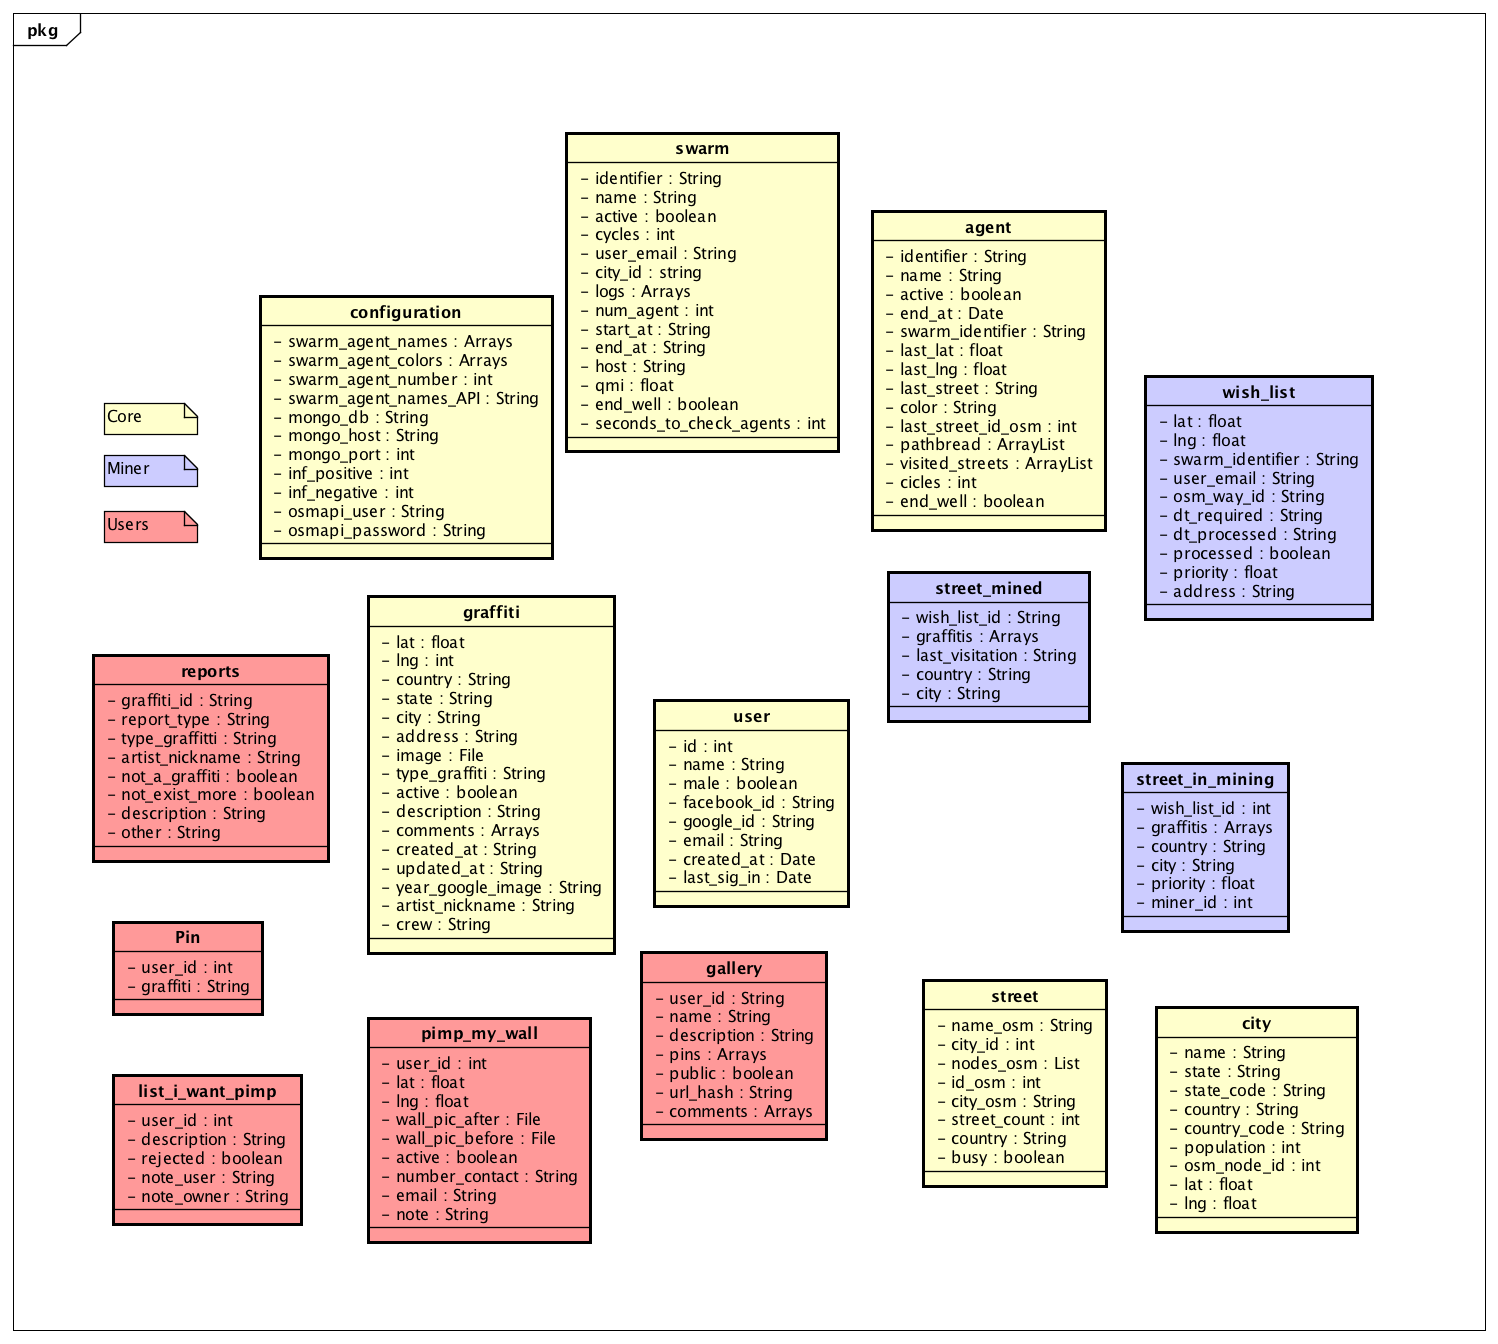 pkg
swarm
- identifier : String
- name : String
- active : boolean
- cycles : int
- user_email : String
- city_id : string
- logs : Arrays
- num_agent : int
- start_at : String
- end_at : String
- host : String
- qmi : float
- end_well : boolean
- seconds_to_check_agents : int
agent
- identifier : String
- name : String
- active : boolean
- end_at : Date
- swarm_identifier : String
- last_lat : float
- last_lng : float
- last_street : String
- color : String
- last_street_id_osm : int
- pathbread : ArrayList
- visited_streets : ArrayList
- cicles : int
- end_well : boolean
configuration
- swarm_agent_names : Arrays
- swarm_agent_colors : Arrays
- swarm_agent_number : int
- swarm_agent_names_API : String
- mongo_db : String
- mongo_host : String
- mongo_port : int
- inf_positive : int
- inf_negative : int
- osmapi_user : String
- osmapi_password : String
Core
Miner
Users
wish_list
- lat : float
- lng : float
- swarm_identifier : String
- user_email : String
- osm_way_id : String
- dt_required : String
- dt_processed : String
- processed : boolean
- priority : float
- address : String
street_mined
- wish_list_id : String
- graffitis : Arrays
- last_visitation : String
- country : String
- city : String
graffiti
- lat : float
- lng : int
- country : String
- state : String
- city : String
- address : String
- image : File
- type_graffiti : String
- active : boolean
- description : String
- comments : Arrays
- created_at : String
- updated_at : String
- year_google_image : String
- artist_nickname : String
- crew : String
reports
- graffiti_id : String
- report_type : String
- type_graffitti : String
- artist_nickname : String
- not_a_graffiti : boolean
- not_exist_more : boolean
- description : String
- other : String
user
- id : int
- name : String
- male : boolean
- facebook_id : String
- google_id : String
- email : String
- created_at : Date
- last_sig_in : Date
street_in_mining
- wish_list_id : int
- graffitis : Arrays
- country : String
- city : String
- priority : float
- miner_id : int
Pin
- user_id : int
- graffiti : String
gallery
- user_id : String
- name : String
- description : String
- pins : Arrays
- public : boolean
- url_hash : String
- comments : Arrays
street
- name_osm : String
- city_id : int
- nodes_osm : List
- id_osm : int
- city_osm : String
- street_count : int
- country : String
- busy : boolean
city
- name : String
- state : String
- state_code : String
- country : String
- country_code : String
- population : int
- osm_node_id : int
- lat : float
- lng : float
pimp_my_wall
- user_id : int
- lat : float
- lng : float
- wall_pic_after : File
- wall_pic_before : File
- active : boolean
- number_contact : String
- email : String
- note : String
list_i_want_pimp
- user_id : int
- description : String
- rejected : boolean
- note_user : String
- note_owner : String